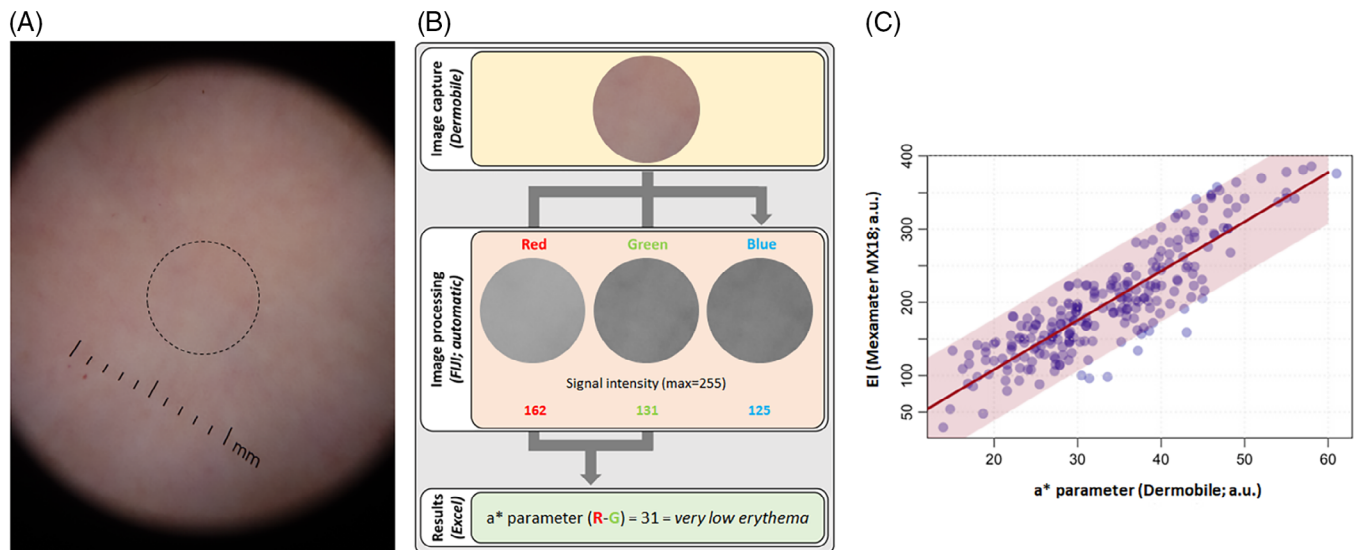 (A)
mm
(B)
Image capture
(Dermobile)
Image processing
(FIJI; automatic)
Red Green Blue
Signal intensity (max=255)
162 131 125
Results
(Excel)
a* parameter (R-G) = 31 = very low erythema
(C)
EI (Mexamater MX18; a.u.)
400
300
200
100
50
20 30 40 50 60
a* parameter (Dermobile; a.u.)